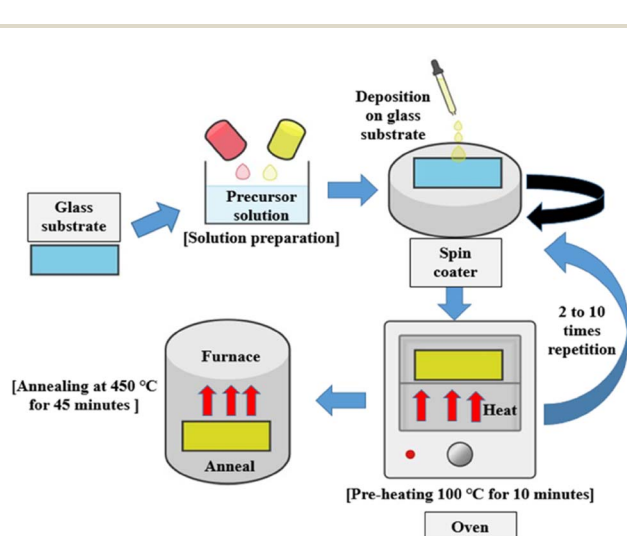 Glass
substrate
Precursor
solution
[Solution preparation]
Deposition
on glass
substrate
Spin
coater
2 to 10
times
repetition
Heat
[Pre-heating 100 °C for 10 minutes]
Oven
Furnace
Anneal
[Annealing at 450 °C
for 45 minutes ]